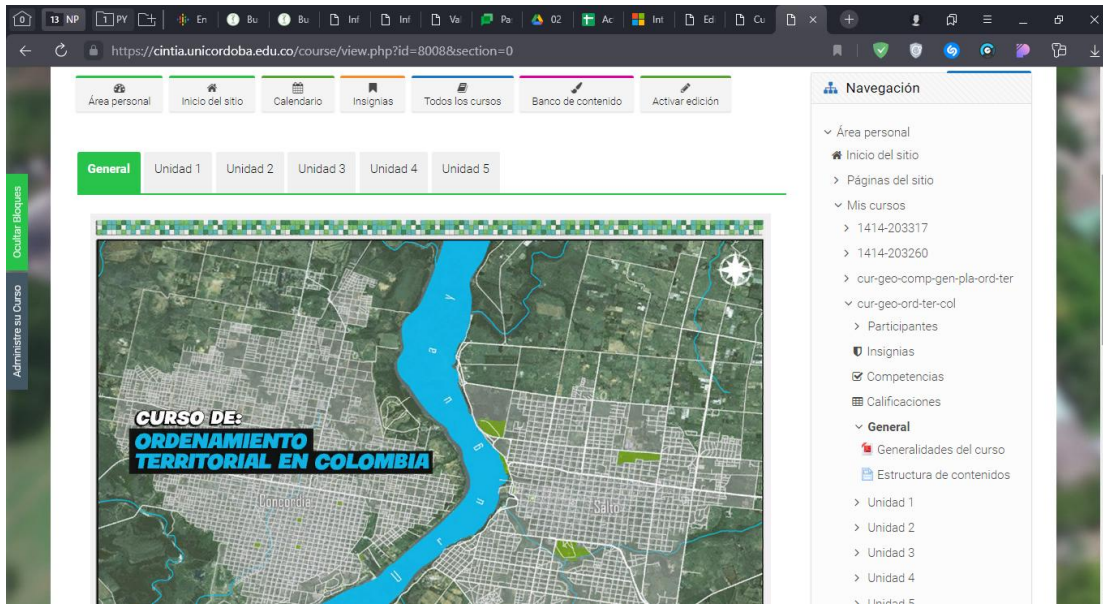 13 NP
1 PY
En
Bu
Bu
Inf
Inf
Va
Pa
02
Ac
Int
Ed
Cu
https://cintia.unicordoba.edu.co/course/view.php?id=8008&section=0
Área personal
Inicio del sitio
Calendario
Insignias
Todos los cursos
Banco de contenido
Activar edición
General
Unidad 1
Unidad 2
Unidad 3
Unidad 4
Unidad 5
Ocultar Bloques
Administre su Curso
CURSO DE:
ORDENAMIENTO
TERRITORIAL EN COLOMBIA
Concordia
Salto
Navegación
Área personal
Inicio del sitio
Páginas del sitio
Mis cursos
1414-203317
1414-203260
cur-geo-comp-gen-pla-ord-ter
cur-geo-ord-ter-col
Participantes
Insignias
Competencias
Calificaciones
General
Generalidades del curso
Estructura de contenidos
Unidad 1
Unidad 2
Unidad 3
Unidad 4
Unidad 5